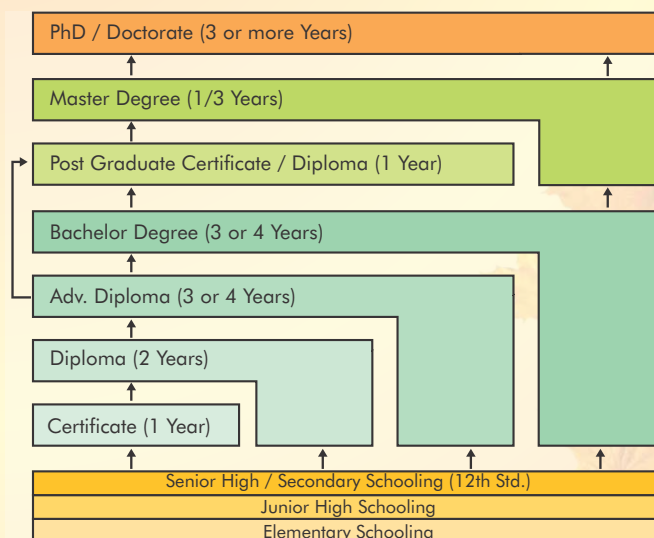 PhD / Doctorate (3 or more Years)
Master Degree (1/3 Years)
Post Graduate Certificate / Diploma (1 Year)
Bachelor Degree (3 or 4 Years)
Adv. Diploma (3 or 4 Years)
Diploma (2 Years)
Certificate (1 Year)
Senior High / Secondary Schooling (12th Std.)
Junior High Schooling
Elementary Schooling